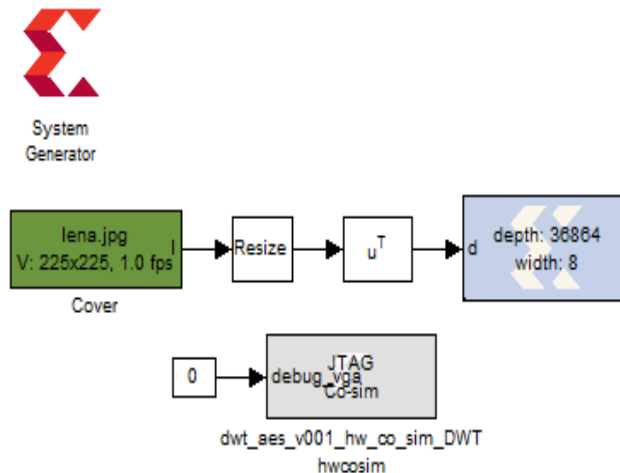 System
Generator
lena.jpg
V: 225x225, 1.0 fps
I
Cover
Resize
u^T
d
depth: 36864
width: 8
0
debug_vga
JTAG
Co-sim
dwt_aes_v001_hw_co_sim_DWT
hwcosim